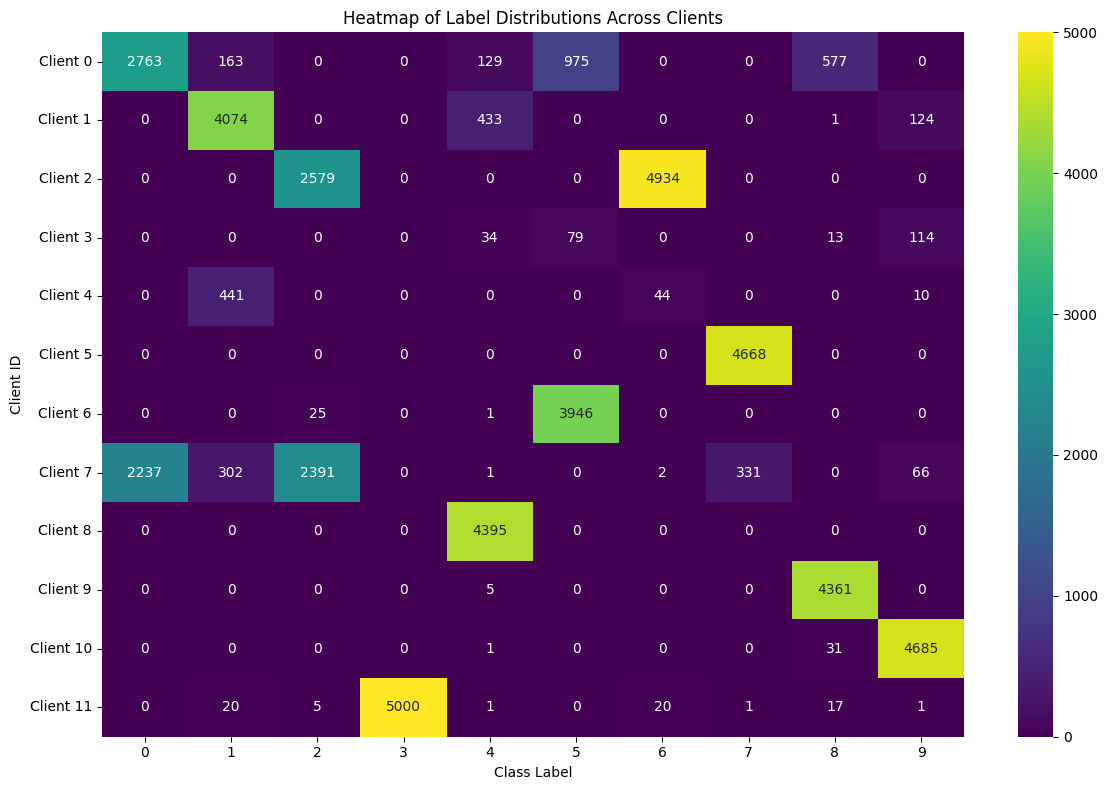 Heatmap of Label Distributions Across Clients
Client 0 2763 163 0 0 129 975 0 0 577 0
Client 1 0 4074 0 0 433 0 0 0 1 124
Client 2 0 0 2579 0 0 0 4934 0 0 0
Client 3 0 0 0 0 34 79 0 0 13 114
Client 4 0 441 0 0 0 0 44 0 0 10
Client 5 0 0 0 0 0 0 0 4668 0 0
Client 6 0 0 25 0 1 3946 0 0 0 0
Client 7 2237 302 2391 0 1 0 2 331 0 66
Client 8 0 0 0 0 4395 0 0 0 0 0
Client 9 0 0 0 0 5 0 0 0 4361 0
Client 10 0 0 0 0 1 0 0 0 31 4685
Client 11 0 20 5 5000 1 0 20 1 17 1
0 1 2 3 4 5 6 7 8 9
Class Label
Client ID
5000
4000
3000
2000
1000
0